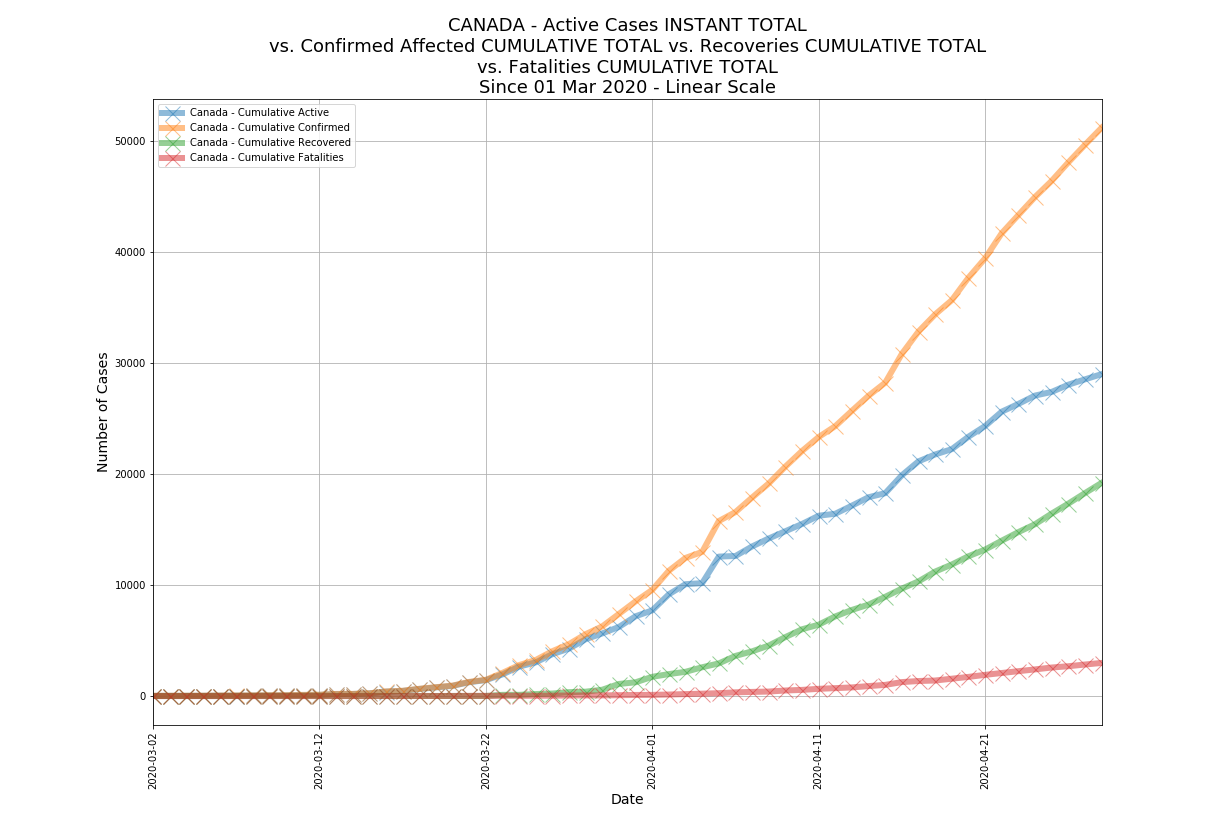 CANADA - Active Cases INSTANT TOTAL
vs. Confirmed Affected CUMULATIVE TOTAL vs. Recoveries CUMULATIVE TOTAL
vs. Fatalities CUMULATIVE TOTAL
Since 01 Mar 2020 - Linear Scale
Canada - Cumulative Active
Canada - Cumulative Confirmed
Canada - Cumulative Recovered
Canada - Cumulative Fatalities
Number of Cases
50000
40000
30000
20000
10000
0
2020-03-02
2020-03-12
2020-03-22
2020-04-01
2020-04-11
2020-04-21
Date